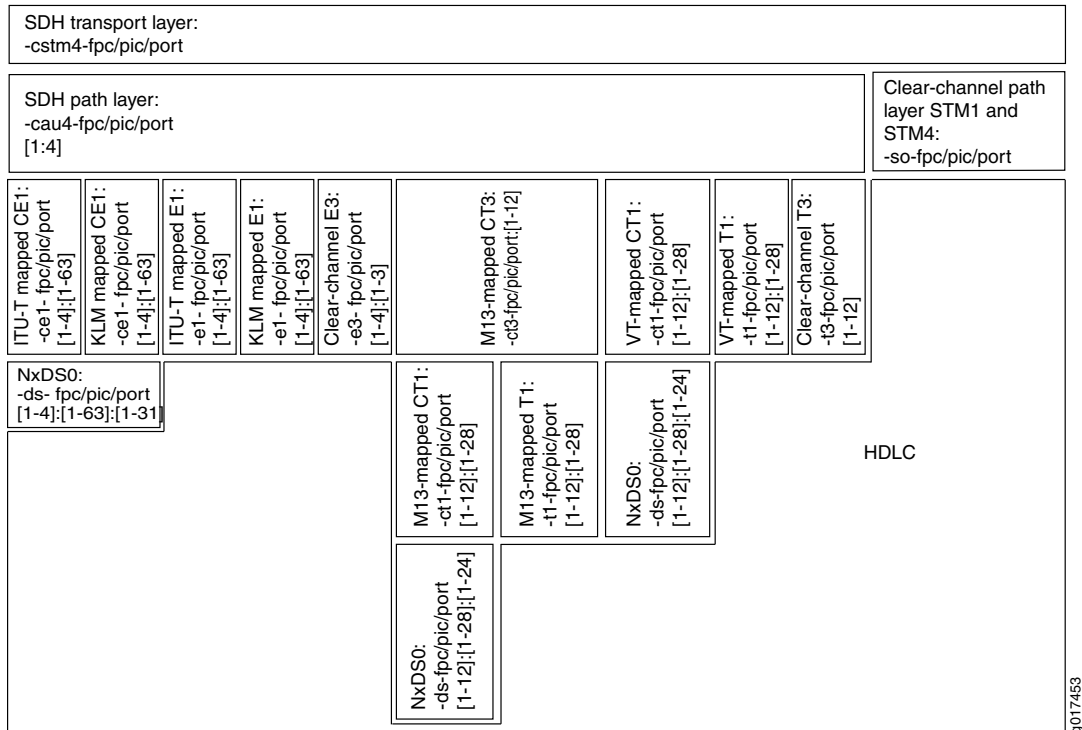 SDH transport layer:
-cstm4-fpc/pic/port
SDH path layer:
-cau4-fpc/pic/port
[1:4]
Clear-channel path
layer STM1 and
STM4:
-so-fpc/pic/port
ITU-T mapped CE1:
-ce1- fpc/pic/port
[1-4]:[1-63]
KLM mapped CE1:
-ce1- fpc/pic/port
[1-4]:[1-63]
ITU-T mapped E1:
-e1- fpc/pic/port
[1-4]:[1-63]
KLM mapped E1:
-e1- fpc/pic/port
[1-4]:[1-63]
Clear-channel E3:
-e3- fpc/pic/port
[1-4]:[1-3]
M13-mapped CT3:
-ct3-fpc/pic/port:[1-12]
VT-mapped CT1:
-ct1-fpc/pic/port
[1-12]:[1-28]
VT-mapped T1:
-t1-fpc/pic/port
[1-12]:[1-28]
Clear-channel T3:
-t3-fpc/pic/port
[1-12]
NxDS0:
-ds- fpc/pic/port
[1-4]:[1-63]:[1-31]
M13-mapped CT1:
-ct1-fpc/pic/port
[1-12]:[1-28]
M13-mapped T1:
-t1-fpc/pic/port
[1-12]:[1-28]
NxDS0:
-ds-fpc/pic/port
[1-12]:[1-28]:[1-24]
HDLC
NxDS0:
-ds-fpc/pic/port
[1-12]:[1-28]:[1-24]
g017453